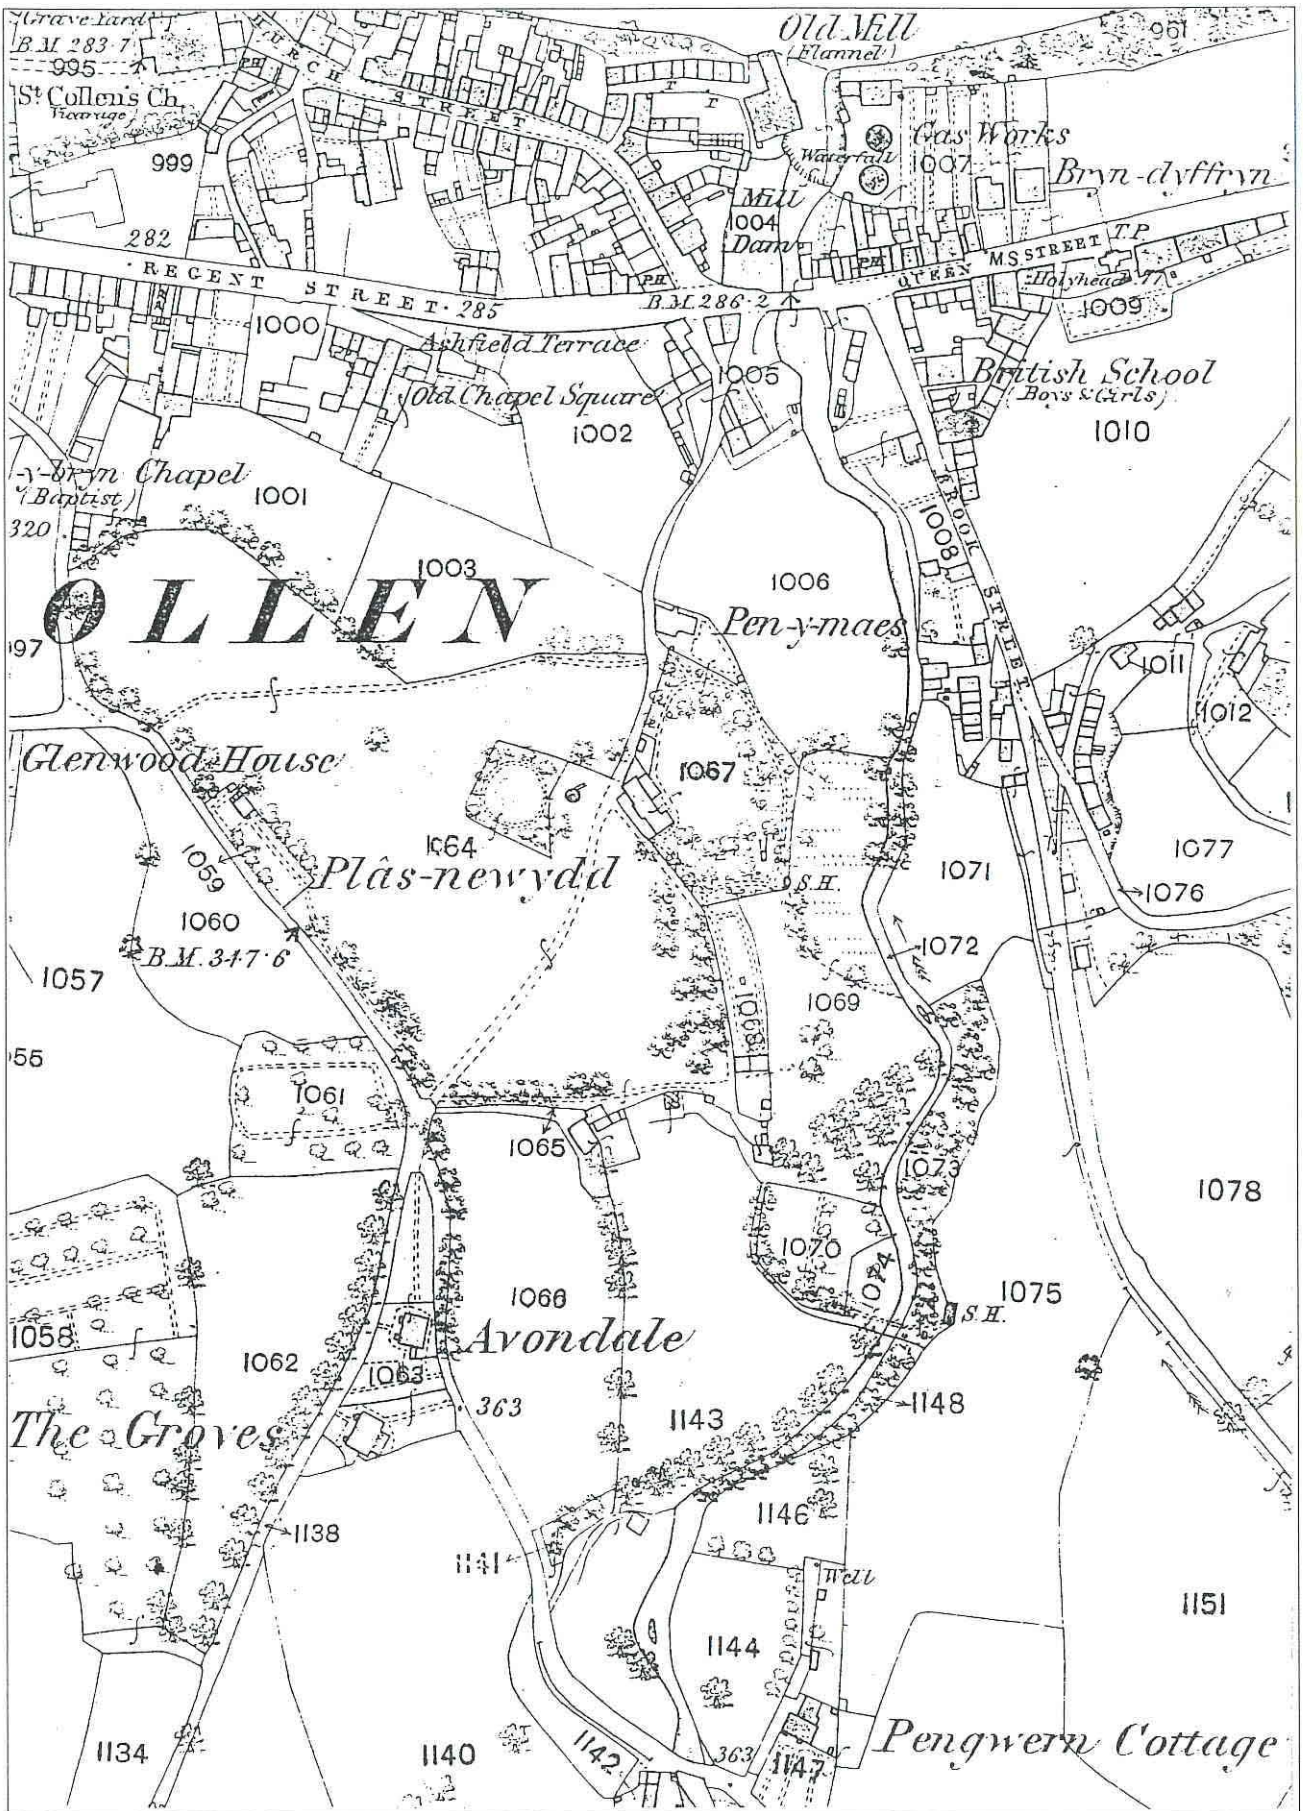 Grave Yard
B.M. 283·7
995
St Collen's Ch.
(Vicarage)
999
P.H.
CHURCH STREET
Old Mill
(Flannel)
961
T
T
Waterfall
Gas Works
1007
Bryn-dyffryn
Mill
1004
Dam
282
REGENT STREET · 285
P.H.
B.M. 286·2
P.H.
QUEEN STREET
M.S.
T.P.
Holyhead 77
1009
1000
Ashfield Terrace
Old Chapel Square
1002
1005
British School
(Boys & Girls)
1010
-y-bryn Chapel
(Baptist)
320
1001
1003
BROOK STREET
1008
OLLEN
1006
Pen-y-maes
1011
1012
997
Glenwood House
1067
1059
1064
Plâs-newydd
1060
B.M. 347·6
1057
S.H.
1071
1077
1076
1072
1068
1069
1061
1065
1073
1078
1070
1074
1075
S.H.
1058
1066
Avondale
1062
1063
363
The Groves
1143
1148
1138
1141
1146
Well
1151
1144
1134
1140
1142
363
1147
Pengwern Cottage